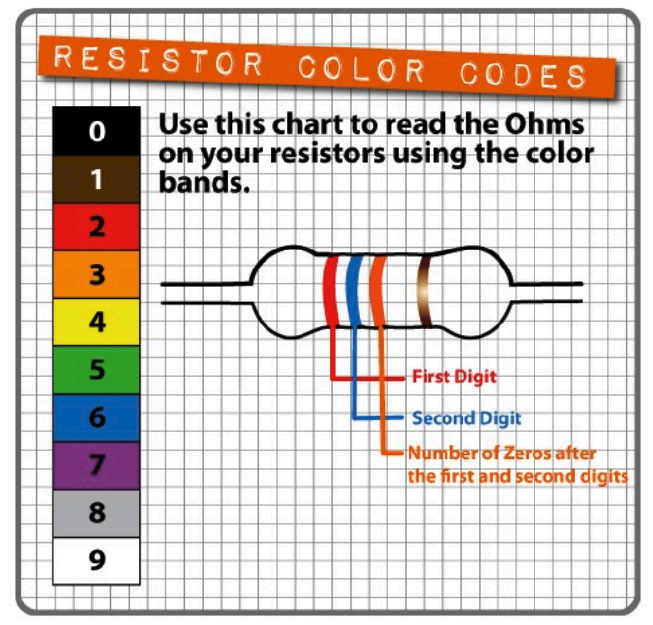 RESISTOR COLOR CODES
0
Use this chart to read the Ohms
on your resistors using the color
bands.
1
2
3
4
5
6
7
8
9
First Digit
Second Digit
Number of Zeros after
the first and second digits